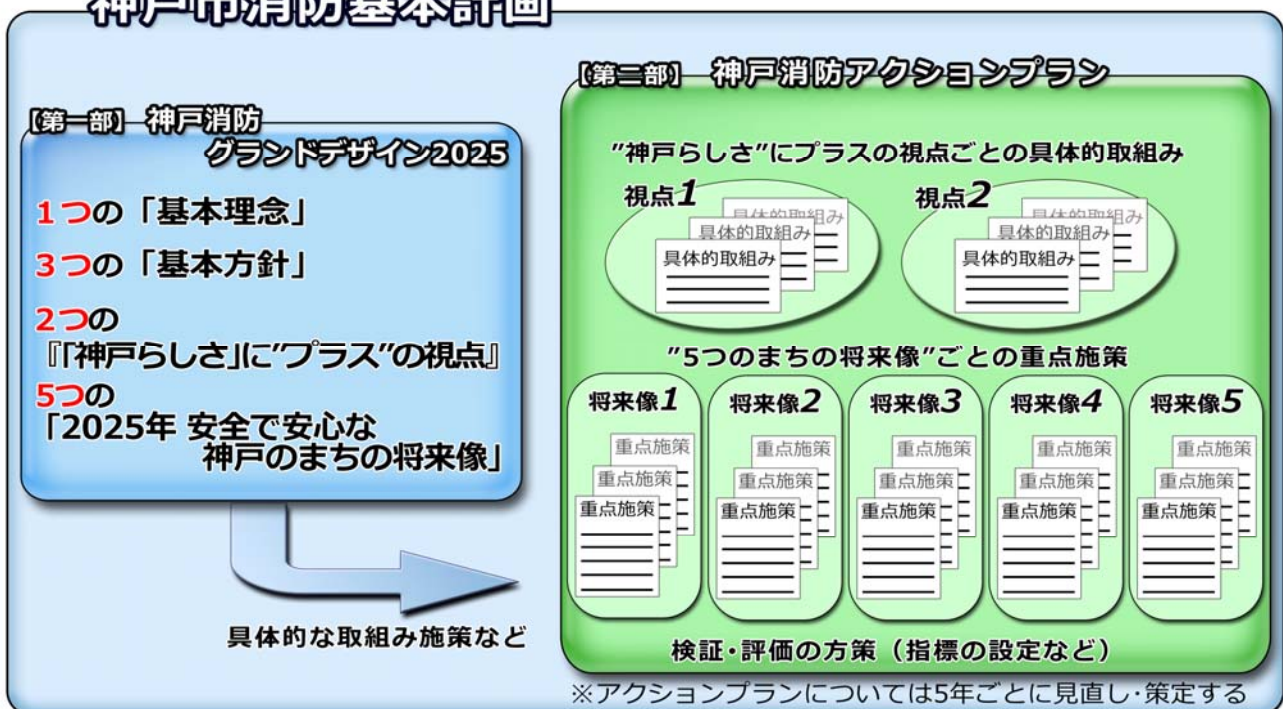 神戸市消防基本計画
【第一部】 神戸消防
グランドデザイン2025
1つの「基本理念」
3つの「基本方針」
2つの
『「神戸らしさ」に"プラス"の視点』
5つの
「2025年 安全で安心な
神戸のまちの将来像」
具体的な取組み施策など
【第二部】 神戸消防アクションプラン
"神戸らしさ"にプラスの視点ごとの具体的取組み
視点1
具体的取組み
具体的取組み
具体的取組み
視点2
具体的取組み
具体的取組み
具体的取組み
"5つのまちの将来像"ごとの重点施策
将来像1
重点施策
重点施策
重点施策
将来像2
重点施策
重点施策
重点施策
将来像3
重点施策
重点施策
重点施策
将来像4
重点施策
重点施策
重点施策
将来像5
重点施策
重点施策
重点施策
検証・評価の方策（指標の設定など）
※アクションプランについては5年ごとに見直し・策定する